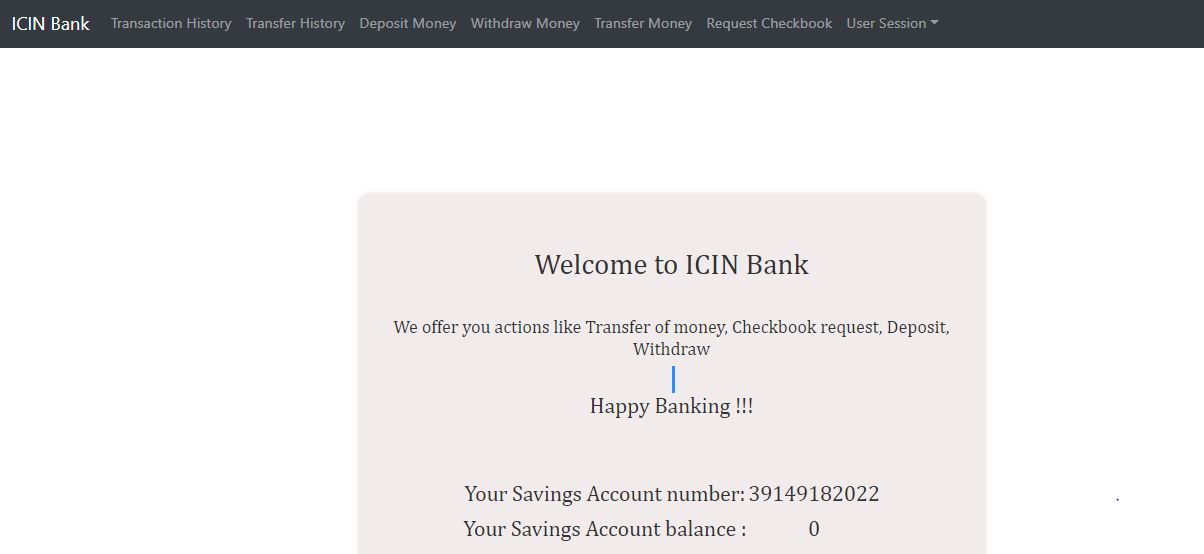 ICIN Bank Transaction History Transfer History Deposit Money Withdraw Money Transfer Money Request Checkbook User Session
Welcome to ICIN Bank
We offer you actions like Transfer of money, Checkbook request, Deposit,
Withdraw
Happy Banking !!!
Your Savings Account number: 39149182022
Your Savings Account balance : 0